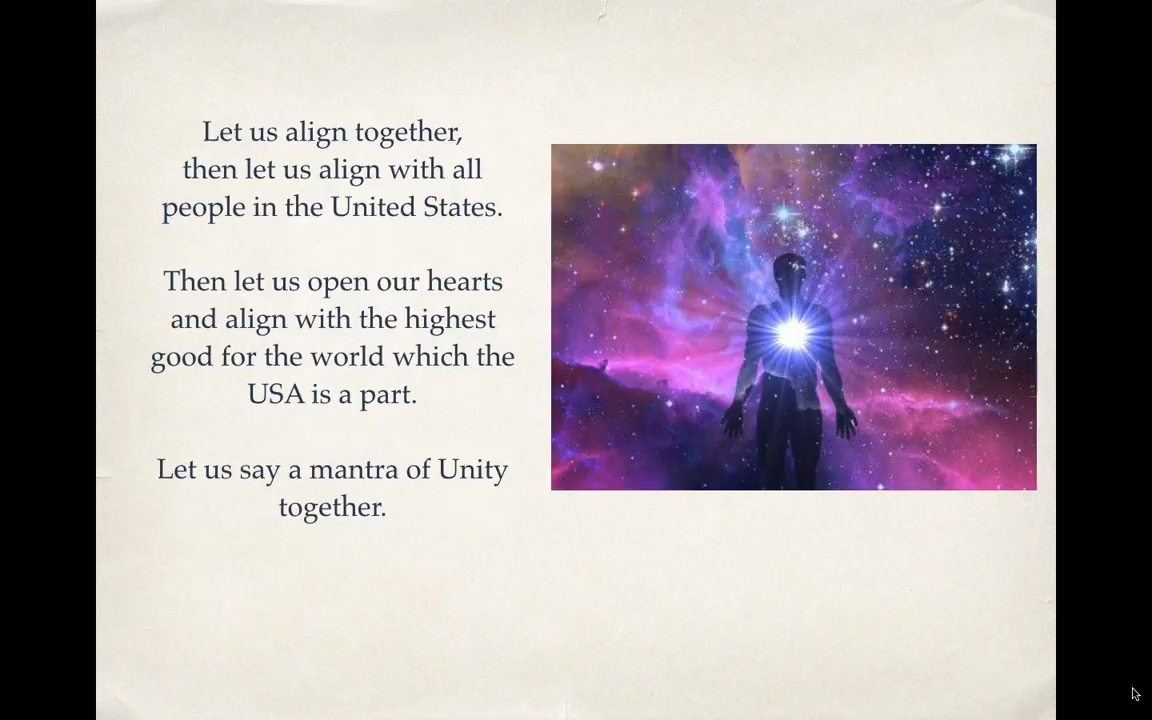 Let us align together,
then let us align with all
people in the United States.
Then let us open our hearts
and align with the highest
good for the world which the
USA is a part.
Let us say a mantra of Unity
together.